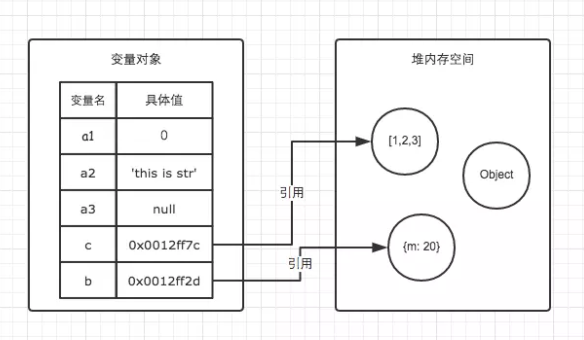 变量对象
变量名 具体值
a1 0
a2 'this is str'
a3 null
c 0x0012ff7c
b 0x0012ff2d
引用
引用
堆内存空间
[1,2,3]
Object
{m: 20}